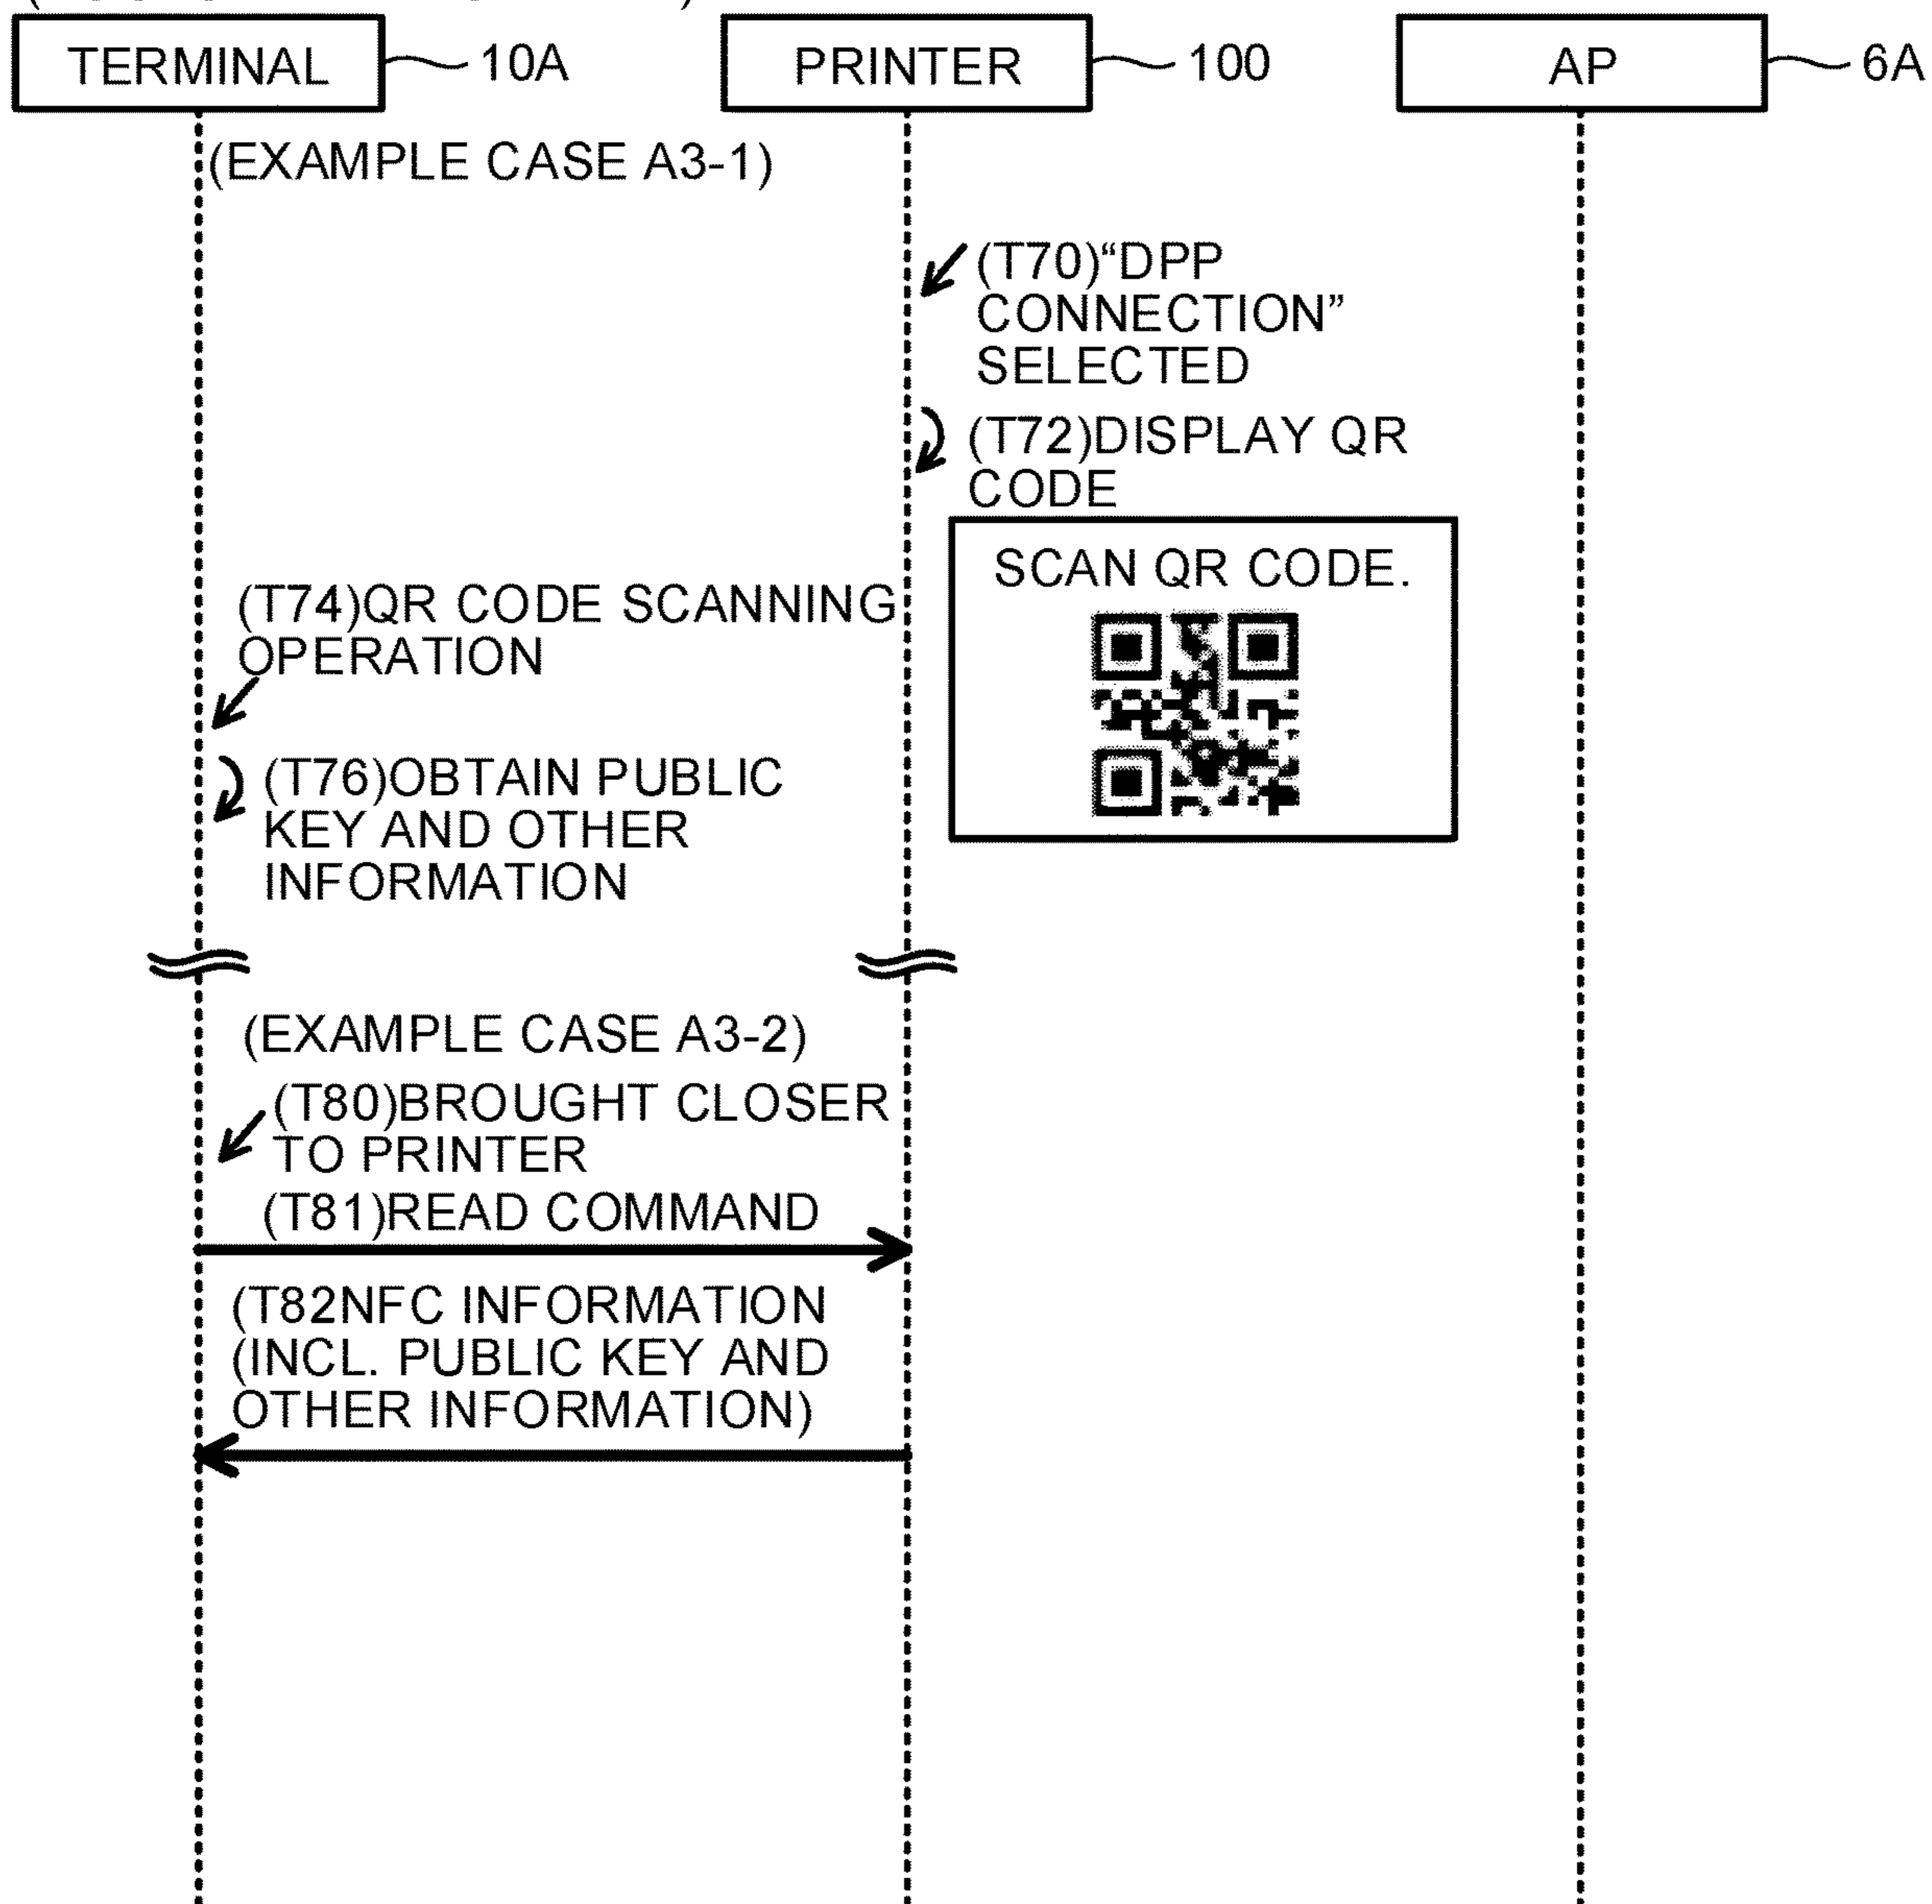 TERMINAL 10A PRINTER 100 AP 6A
(EXAMPLE CASE A3-1)
(T70)“DPP
CONNECTION”
SELECTED
(T72)DISPLAY QR
CODE
SCAN QR CODE.
(T74)QR CODE SCANNING
OPERATION
(T76)OBTAIN PUBLIC
KEY AND OTHER
INFORMATION
(EXAMPLE CASE A3-2)
(T80)BROUGHT CLOSER
TO PRINTER
(T81)READ COMMAND
(T82NFC INFORMATION
(INCL. PUBLIC KEY AND
OTHER INFORMATION)